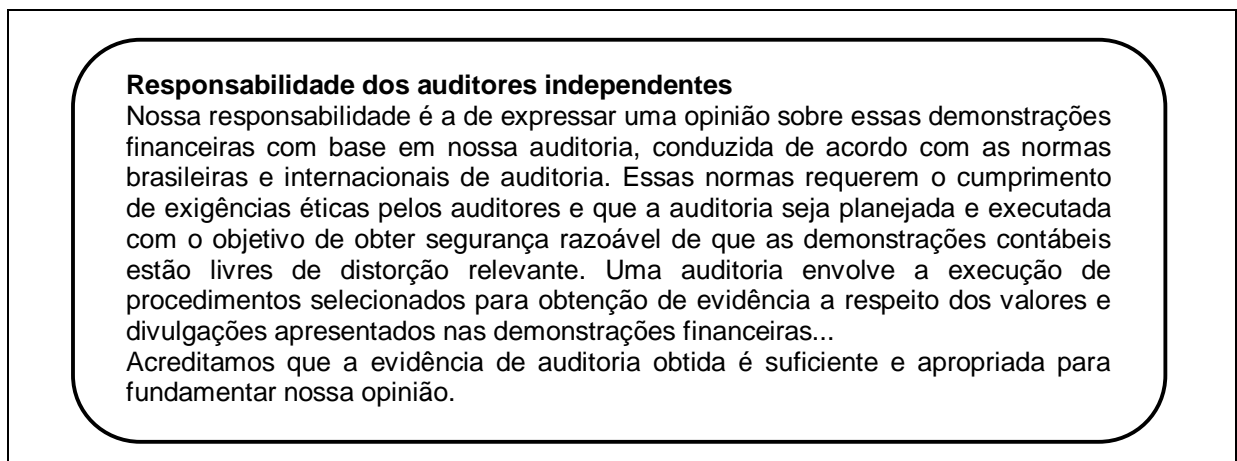 Responsabilidade dos auditores independentes
Nossa responsabilidade é a de expressar uma opinião sobre essas demonstrações
financeiras com base em nossa auditoria, conduzida de acordo com as normas
brasileiras e internacionais de auditoria. Essas normas requerem o cumprimento
de exigências éticas pelos auditores e que a auditoria seja planejada e executada
com o objetivo de obter segurança razoável de que as demonstrações contábeis
estão livres de distorção relevante. Uma auditoria envolve a execução de
procedimentos selecionados para obtenção de evidência a respeito dos valores e
divulgações apresentados nas demonstrações financeiras...
Acreditamos que a evidência de auditoria obtida é suficiente e apropriada para
fundamentar nossa opinião.